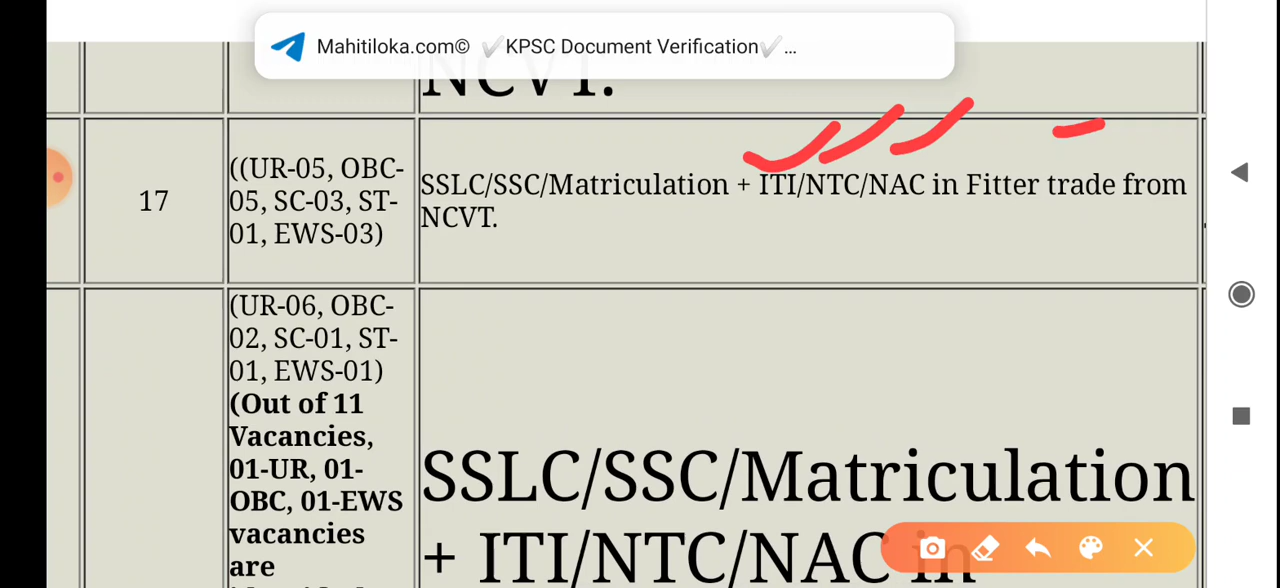 Mahitiloka.com© ✔KPSC Document Verification✔...
NCVT.
17
((UR-05, OBC-
05, SC-03, ST-
01, EWS-03)
SSLC/SSC/Matriculation + ITI/NTC/NAC in Fitter trade from
NCVT.
(UR-06, OBC-
02, SC-01, ST-
01, EWS-01)
(Out of 11
Vacancies,
01-UR, 01-
OBC, 01-EWS
vacancies
are
SSLC/SSC/Matriculation
+ ITI/NTC/NAC in